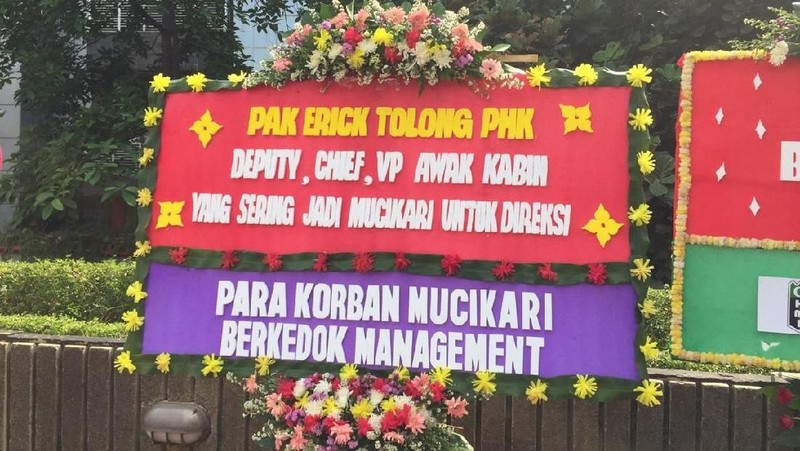 PAK ERICK TOLONG PHK
DEPUTY, CHIEF, VP AWAK KABIN
YANG SERING JADI MUCIKARI UNTUK DIREKSI
PARA KORBAN MUCIKARI
BERKEDOK MANAGEMENT